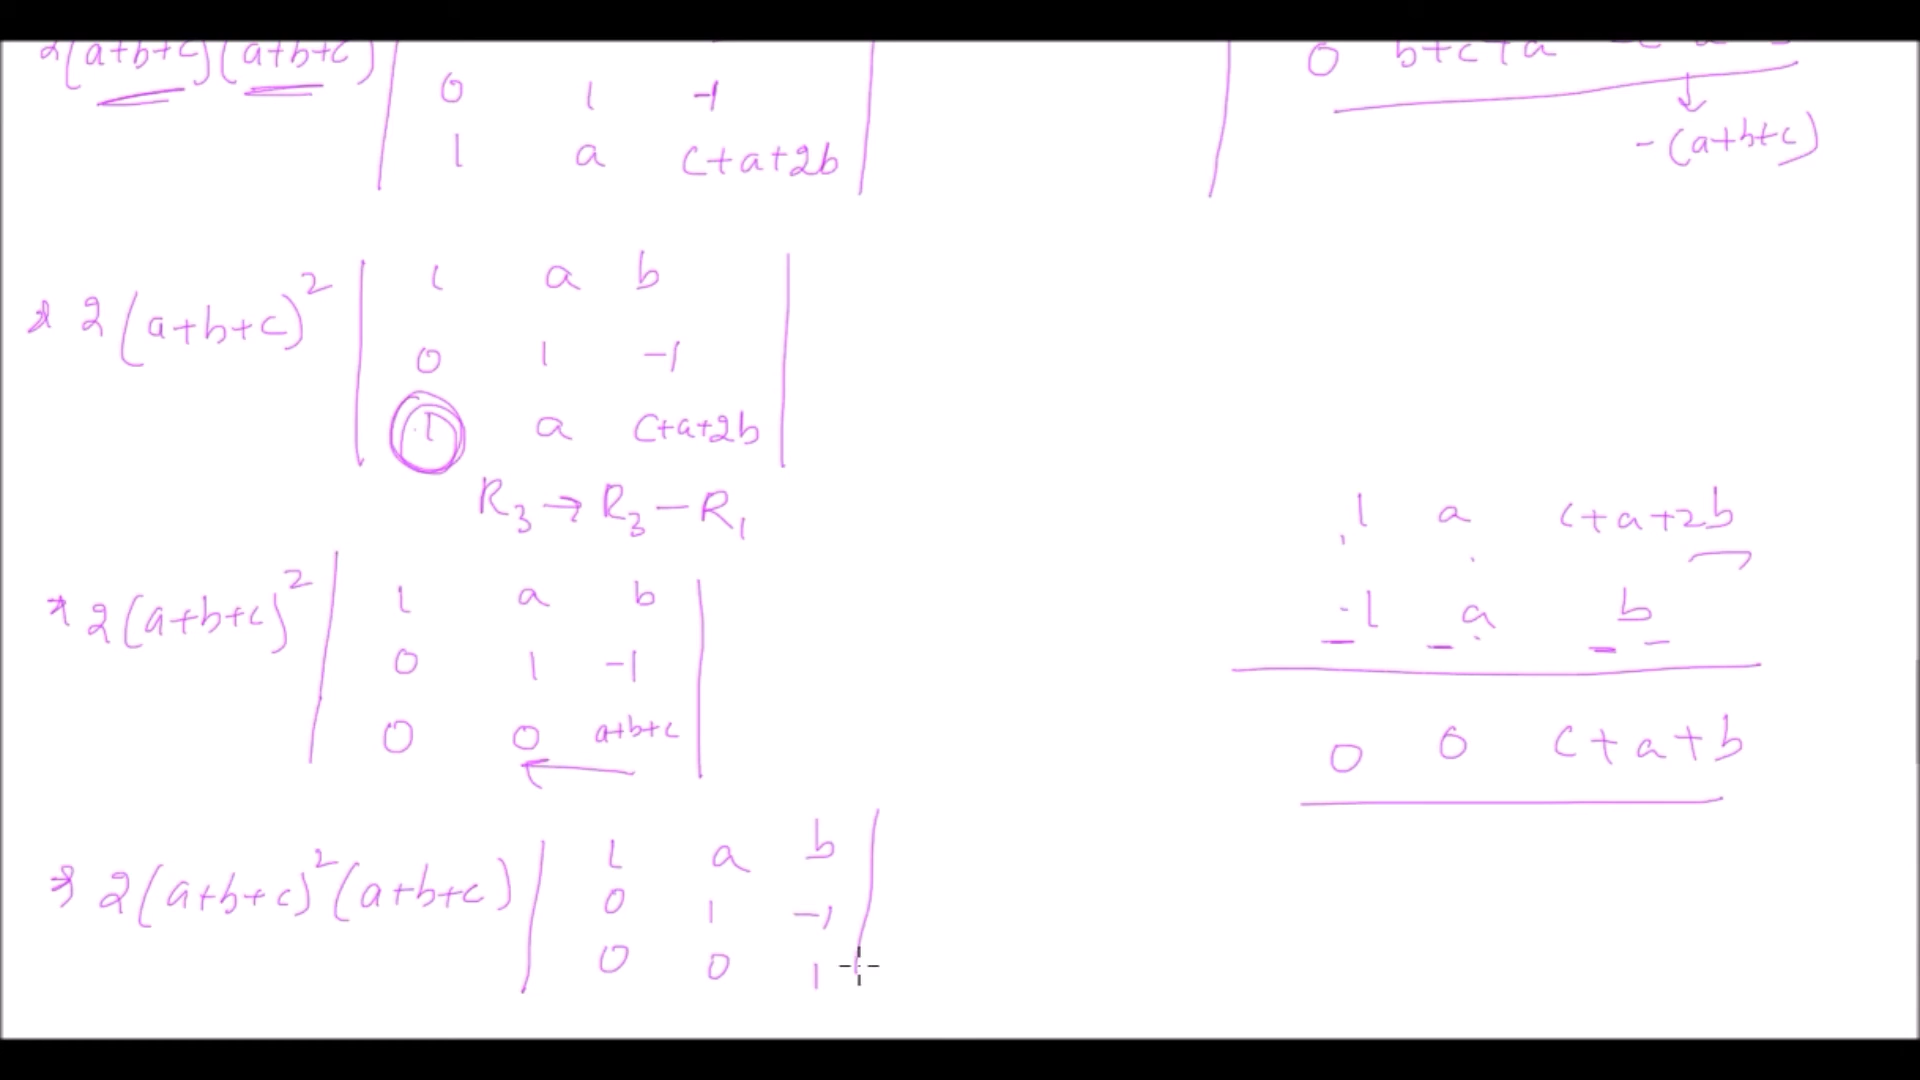 2(a+b+c)(a+b+c)
0 1 -1
1 a c+a+2b
0 b+c+a
-(a+b+c)
2(a+b+c)²
1 a b
0 1 -1
1 a c+a+2b
R₃→R₃-R₁
2(a+b+c)²
1 a b
0 1 -1
0 0 a+b+c
1 a c+a+2b
-1 a b
- - - -
0 0 c+a+b
2(a+b+c)²(a+b+c)
1 a b
0 1 -1
0 0 1